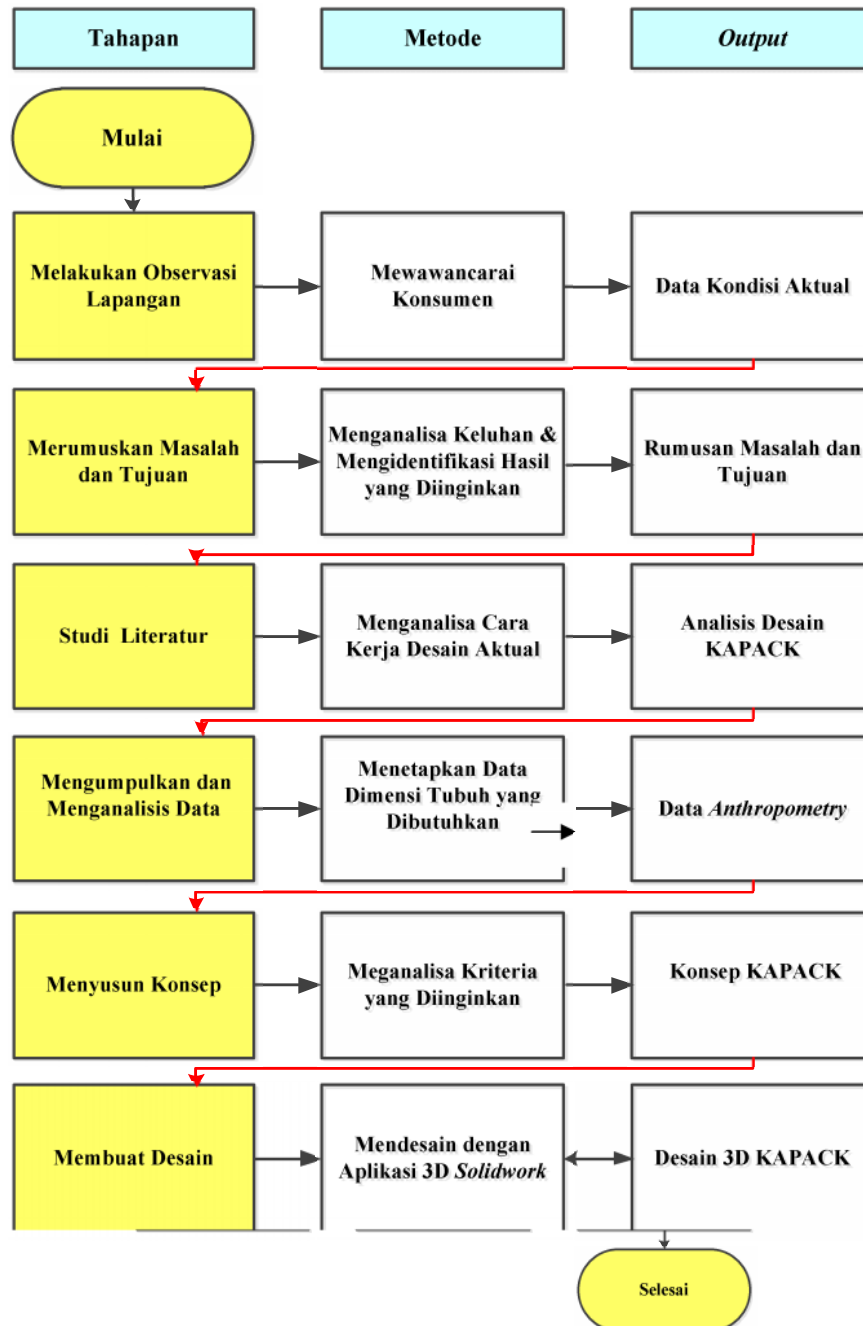 Tahapan
Metode
Output
Mulai
Melakukan Observasi
Lapangan
Mewawancarai
Konsumen
Data Kondisi Aktual
Merumuskan Masalah
dan Tujuan
Menganalisa Keluhan &
Mengidentifikasi Hasil
yang Diinginkan
Rumusan Masalah dan
Tujuan
Studi Literatur
Menganalisa Cara
Kerja Desain Aktual
Analisis Desain
KAPACK
Mengumpulkan dan
Menganalisis Data
Menetapkan Data
Dimensi Tubuh yang
Dibutuhkan
Data Anthropometry
Menyusun Konsep
Meganalisa Kriteria
yang Diinginkan
Konsep KAPACK
Membuat Desain
Mendesain dengan
Aplikasi 3D Solidwork
Desain 3D KAPACK
Selesai